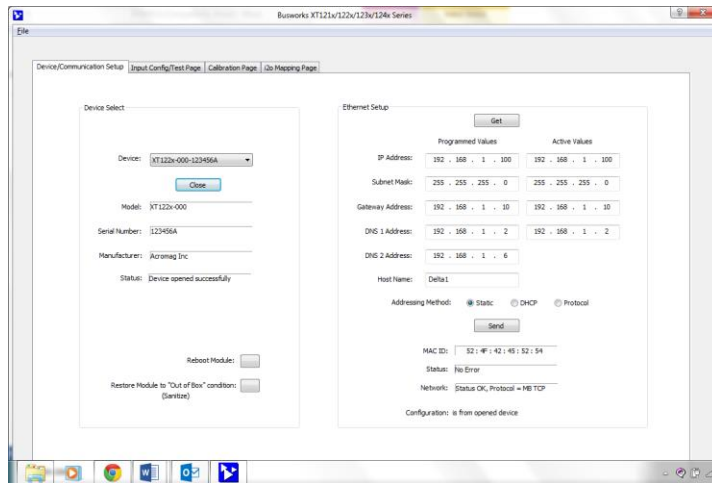 Busworks XT121x/122x/123x/124x Series
File
Device/Communication Setup Input Config/Test Page Calibration Page i2o Mapping Page
Device Select
Device: XT122x-000-123456A
Close
Model: XT122x-000
Serial Number: 123456A
Manufacturer: Acromag Inc
Status: Device opened successfully
Reboot Module:
Restore Module to "Out of Box" condition:
(Sanitize)
Ethernet Setup
Get
Programmed Values Active Values
IP Address: 192 . 168 . 1 . 100 192 . 168 . 1 . 100
Subnet Mask: 255 . 255 . 255 . 0 255 . 255 . 255 . 0
Gateway Address: 192 . 168 . 1 . 10 192 . 168 . 1 . 10
DNS 1 Address: 192 . 168 . 1 . 2 192 . 168 . 1 . 2
DNS 2 Address: 192 . 168 . 1 . 6
Host Name: Delta1
Addressing Method: Static DHCP Protocol
Send
MAC ID: 52 : 4F : 42 : 45 : 52 : 54
Status: No Error
Network: Status OK, Protocol = MB TCP
Configuration: is from opened device